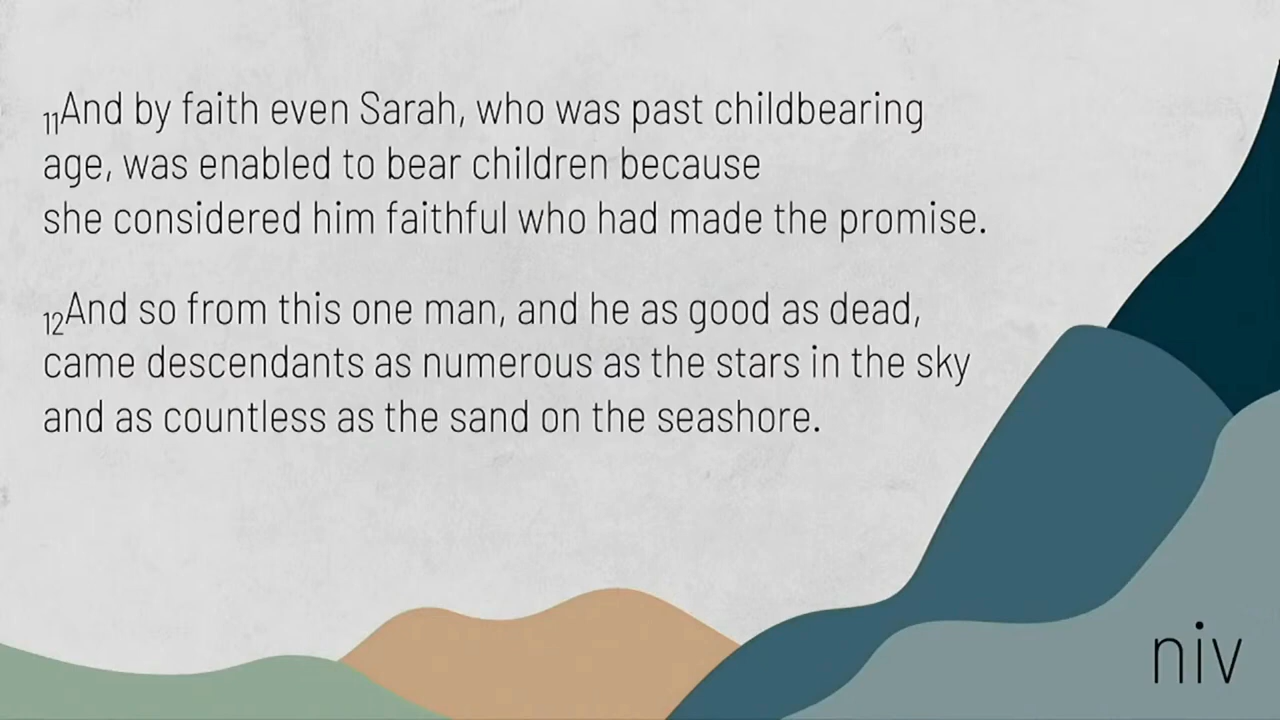 11And by faith even Sarah, who was past childbearing
age, was enabled to bear children because
she considered him faithful who had made the promise.
12And so from this one man, and he as good as dead,
came descendants as numerous as the stars in the sky
and as countless as the sand on the seashore.
niv